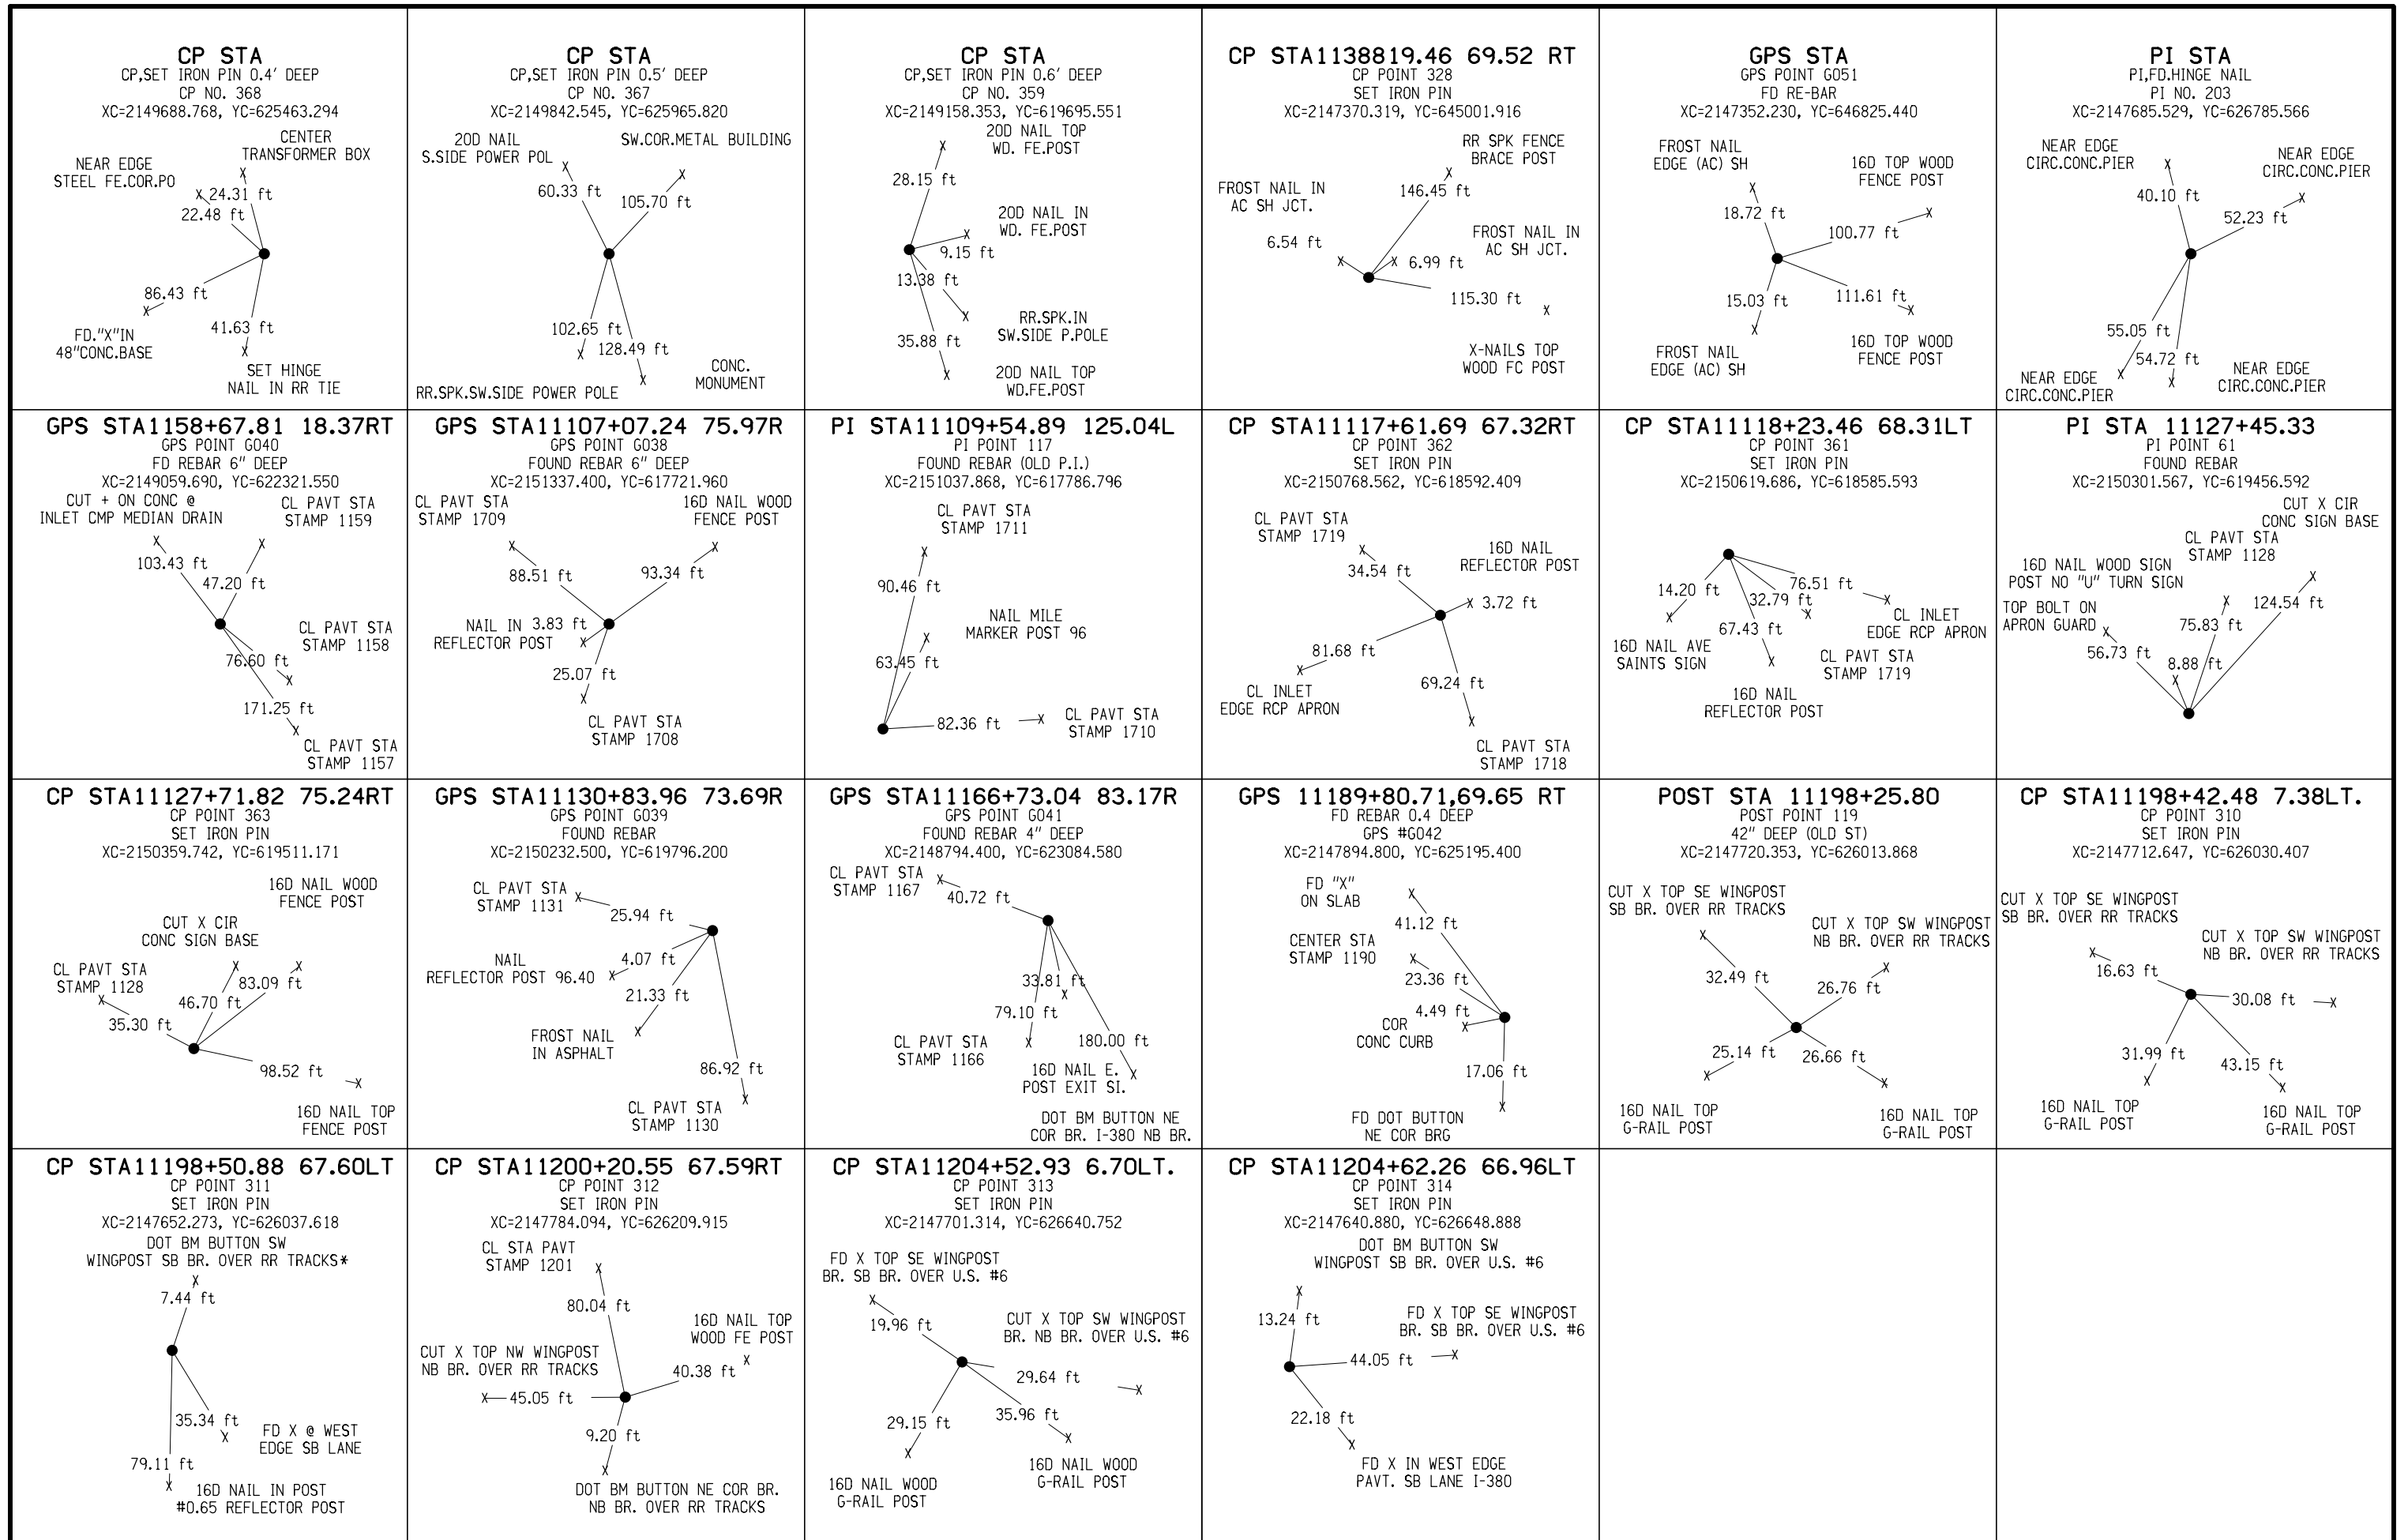 CP STA
CP,SET IRON PIN 0.4' DEEP
CP NO. 368
XC=2149688.768, YC=625463.294
CENTER
TRANSFORMER BOX
NEAR EDGE
STEEL FE.COR.PO
24.31 ft
22.48 ft
86.43 ft
41.63 ft
FD."X"IN
48"CONC.BASE
SET HINGE
NAIL IN RR TIE
CP STA
CP,SET IRON PIN 0.5' DEEP
CP NO. 367
XC=2149842.545, YC=625965.820
20D NAIL
S.SIDE POWER POL
SW.COR.METAL BUILDING
60.33 ft
105.70 ft
102.65 ft
128.49 ft
CONC.
MONUMENT
RR.SPK.SW.SIDE POWER POLE
CP STA
CP,SET IRON PIN 0.6' DEEP
CP NO. 359
XC=2149158.353, YC=619695.551
20D NAIL TOP
WD. FE.POST
28.15 ft
20D NAIL IN
WD. FE.POST
9.15 ft
13.38 ft
RR.SPK.IN
SW.SIDE P.POLE
35.88 ft
20D NAIL TOP
WD.FE.POST
CP STA1138819.46 69.52 RT
CP POINT 328
SET IRON PIN
XC=2147370.319, YC=645001.916
RR SPK FENCE
BRACE POST
146.45 ft
FROST NAIL IN
AC SH JCT.
6.54 ft
FROST NAIL IN
AC SH JCT.
6.99 ft
115.30 ft
X-NAILS TOP
WOOD FC POST
GPS STA
GPS POINT G051
FD RE-BAR
XC=2147352.230, YC=646825.440
FROST NAIL
EDGE (AC) SH
16D TOP WOOD
FENCE POST
18.72 ft
100.77 ft
15.03 ft
111.61 ft
FROST NAIL
EDGE (AC) SH
16D TOP WOOD
FENCE POST
PI STA
PI,FD.HINGE NAIL
PI NO. 203
XC=2147685.529, YC=626785.566
NEAR EDGE
CIRC.CONC.PIER
NEAR EDGE
CIRC.CONC.PIER
40.10 ft
52.23 ft
55.05 ft
54.72 ft
NEAR EDGE
CIRC.CONC.PIER
NEAR EDGE
CIRC.CONC.PIER
GPS STA1158+67.81 18.37RT
GPS POINT G040
FD REBAR 6" DEEP
XC=2149059.690, YC=622321.550
CUT + ON CONC @
INLET CMP MEDIAN DRAIN
CL PAVT STA
STAMP 1159
103.43 ft
47.20 ft
CL PAVT STA
STAMP 1158
76.60 ft
171.25 ft
CL PAVT STA
STAMP 1157
GPS STA11107+07.24 75.97R
GPS POINT G038
FOUND REBAR 6" DEEP
XC=2151337.400, YC=617721.960
CL PAVT STA
STAMP 1709
16D NAIL WOOD
FENCE POST
88.51 ft
93.34 ft
NAIL IN
REFLECTOR POST
3.83 ft
25.07 ft
CL PAVT STA
STAMP 1708
PI STA11109+54.89 125.04L
PI POINT 117
FOUND REBAR (OLD P.I.)
XC=2151037.868, YC=617786.796
CL PAVT STA
STAMP 1711
90.46 ft
NAIL MILE
MARKER POST 96
63.45 ft
82.36 ft
CL PAVT STA
STAMP 1710
CP STA11117+61.69 67.32RT
CP POINT 362
SET IRON PIN
XC=2150768.562, YC=618592.409
CL PAVT STA
STAMP 1719
34.54 ft
16D NAIL
REFLECTOR POST
3.72 ft
81.68 ft
69.24 ft
CL INLET
EDGE RCP APRON
CL PAVT STA
STAMP 1718
CP STA11118+23.46 68.31LT
CP POINT 361
SET IRON PIN
XC=2150619.686, YC=618585.593
14.20 ft
76.51 ft
32.79 ft
67.43 ft
CL INLET
EDGE RCP APRON
16D NAIL AVE
SAINTS SIGN
CL PAVT STA
STAMP 1719
16D NAIL
REFLECTOR POST
PI STA 11127+45.33
PI POINT 61
FOUND REBAR
XC=2150301.567, YC=619456.592
CUT X CIR
CONC SIGN BASE
CL PAVT STA
STAMP 1128
16D NAIL WOOD SIGN
POST NO "U" TURN SIGN
TOP BOLT ON
APRON GUARD
124.54 ft
75.83 ft
56.73 ft
8.88 ft
CP STA11127+71.82 75.24RT
CP POINT 363
SET IRON PIN
XC=2150359.742, YC=619511.171
16D NAIL WOOD
FENCE POST
CUT X CIR
CONC SIGN BASE
CL PAVT STA
STAMP 1128
83.09 ft
46.70 ft
35.30 ft
98.52 ft
16D NAIL TOP
FENCE POST
GPS STA11130+83.96 73.69R
GPS POINT G039
FOUND REBAR
XC=2150232.500, YC=619796.200
CL PAVT STA
STAMP 1131
25.94 ft
NAIL
REFLECTOR POST 96.40
4.07 ft
21.33 ft
FROST NAIL
IN ASPHALT
86.92 ft
CL PAVT STA
STAMP 1130
GPS STA11166+73.04 83.17R
GPS POINT G041
FOUND REBAR 4" DEEP
XC=2148794.400, YC=623084.580
CL PAVT STA
STAMP 1167
40.72 ft
33.81 ft
79.10 ft
180.00 ft
CL PAVT STA
STAMP 1166
16D NAIL E.
POST EXIT SI.
DOT BM BUTTON NE
COR BR. I-380 NB BR.
GPS 11189+80.71,69.65 RT
FD REBAR 0.4 DEEP
GPS #G042
XC=2147894.800, YC=625195.400
FD "X"
ON SLAB
41.12 ft
CENTER STA
STAMP 1190
23.36 ft
4.49 ft
COR
CONC CURB
17.06 ft
FD DOT BUTTON
NE COR BRG
POST STA 11198+25.80
POST POINT 119
42" DEEP (OLD ST)
XC=2147720.353, YC=626013.868
CUT X TOP SE WINGPOST
SB BR. OVER RR TRACKS
CUT X TOP SW WINGPOST
NB BR. OVER RR TRACKS
32.49 ft
26.76 ft
25.14 ft
26.66 ft
16D NAIL TOP
G-RAIL POST
16D NAIL TOP
G-RAIL POST
CP STA11198+42.48 7.38LT.
CP POINT 310
SET IRON PIN
XC=2147712.647, YC=626030.407
CUT X TOP SE WINGPOST
SB BR. OVER RR TRACKS
CUT X TOP SW WINGPOST
NB BR. OVER RR TRACKS
16.63 ft
30.08 ft
31.99 ft
43.15 ft
16D NAIL TOP
G-RAIL POST
16D NAIL TOP
G-RAIL POST
CP STA11198+50.88 67.60LT
CP POINT 311
SET IRON PIN
XC=2147652.273, YC=626037.618
DOT BM BUTTON SW
WINGPOST SB BR. OVER RR TRACKS*
7.44 ft
35.34 ft
FD X @ WEST
EDGE SB LANE
79.11 ft
16D NAIL IN POST
#0.65 REFLECTOR POST
CP STA11200+20.55 67.59RT
CP POINT 312
SET IRON PIN
XC=2147784.094, YC=626209.915
CL STA PAVT
STAMP 1201
80.04 ft
16D NAIL TOP
WOOD FE POST
CUT X TOP NW WINGPOST
NB BR. OVER RR TRACKS
40.38 ft
45.05 ft
9.20 ft
DOT BM BUTTON NE COR BR.
NB BR. OVER RR TRACKS
CP STA11204+52.93 6.70LT.
CP POINT 313
SET IRON PIN
XC=2147701.314, YC=626640.752
FD X TOP SE WINGPOST
BR. SB BR. OVER U.S. #6
19.96 ft
CUT X TOP SW WINGPOST
BR. NB BR. OVER U.S. #6
29.64 ft
29.15 ft
35.96 ft
16D NAIL WOOD
G-RAIL POST
16D NAIL WOOD
G-RAIL POST
CP STA11204+62.26 66.96LT
CP POINT 314
SET IRON PIN
XC=2147640.880, YC=626648.888
DOT BM BUTTON SW
WINGPOST SB BR. OVER U.S. #6
13.24 ft
FD X TOP SE WINGPOST
BR. SB BR. OVER U.S. #6
44.05 ft
22.18 ft
FD X IN WEST EDGE
PAVT. SB LANE I-380